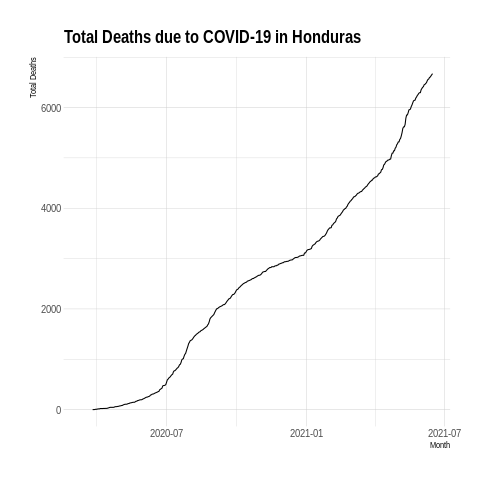 Total Deaths due to COVID-19 in Honduras
Total Deaths
6000
4000
2000
0
2020-07
2021-01
2021-07
Month